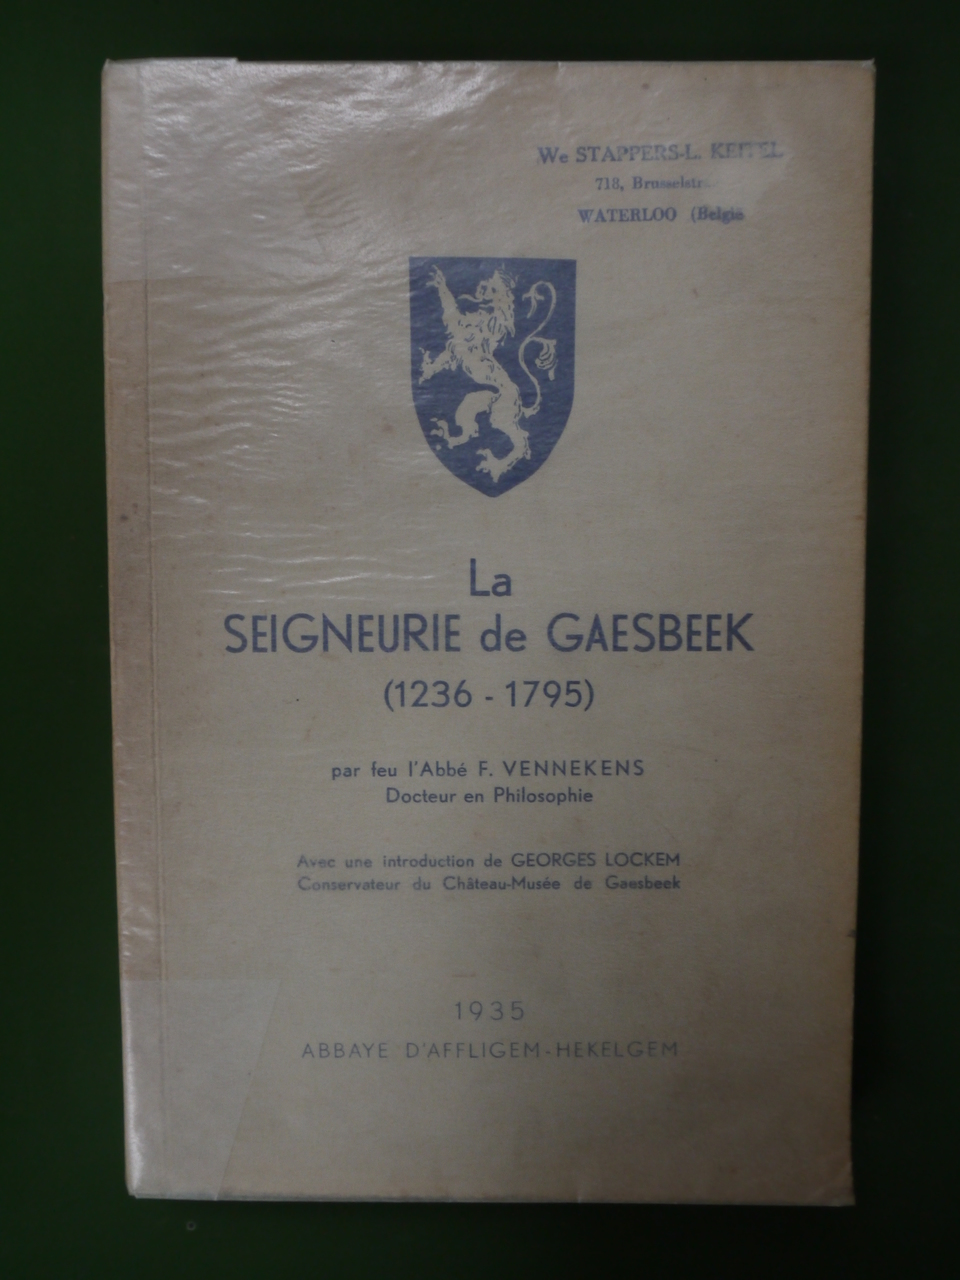 We STAPPERS-L. KEITEL
718, Brusselstr.
WATERLOO (Belgie
La
SEIGNEURIE de GAESBEEK
(1236 - 1795)
par feu l'Abbé F. VENNEKENS
Docteur en Philosophie
Avec une introduction de GEORGES LOCKEM
Conservateur du Château-Musée de Gaesbeek
1935
ABBAYE D'AFFLIGEM-HEKELGEM